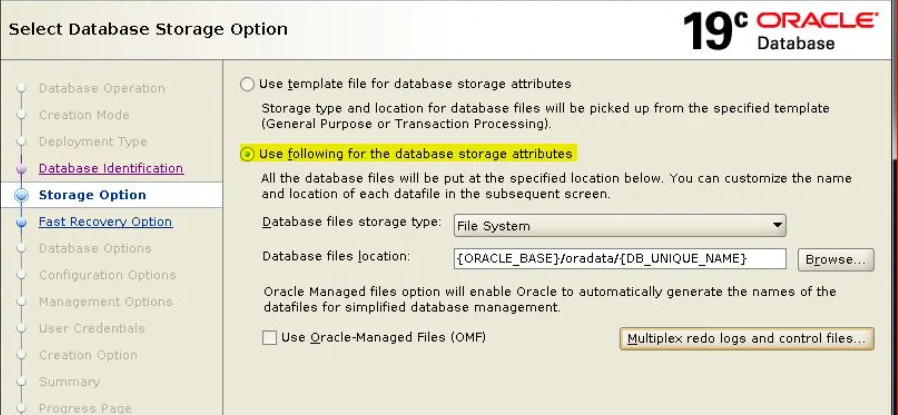 Select Database Storage Option
19c ORACLE
Database
Database Operation
Creation Mode
Deployment Type
Database Identification
Storage Option
Fast Recovery Option
Database Options
Configuration Options
Management Options
User Credentials
Creation Option
Summary
Progress Page
Use template file for database storage attributes
Storage type and location for database files will be picked up from the specified template
(General Purpose or Transaction Processing).
Use following for the database storage attributes
All the database files will be put at the specified location below. You can customize the name
and location of each datafile in the subsequent screen.
Database files storage type: File System
Database files location: {ORACLE_BASE}/oradata/{DB_UNIQUE_NAME} Browse...
Oracle Managed files option will enable Oracle to automatically generate the names of the
datafiles for simplified database management.
Use Oracle-Managed Files (OMF) Multiplex redo logs and control files...